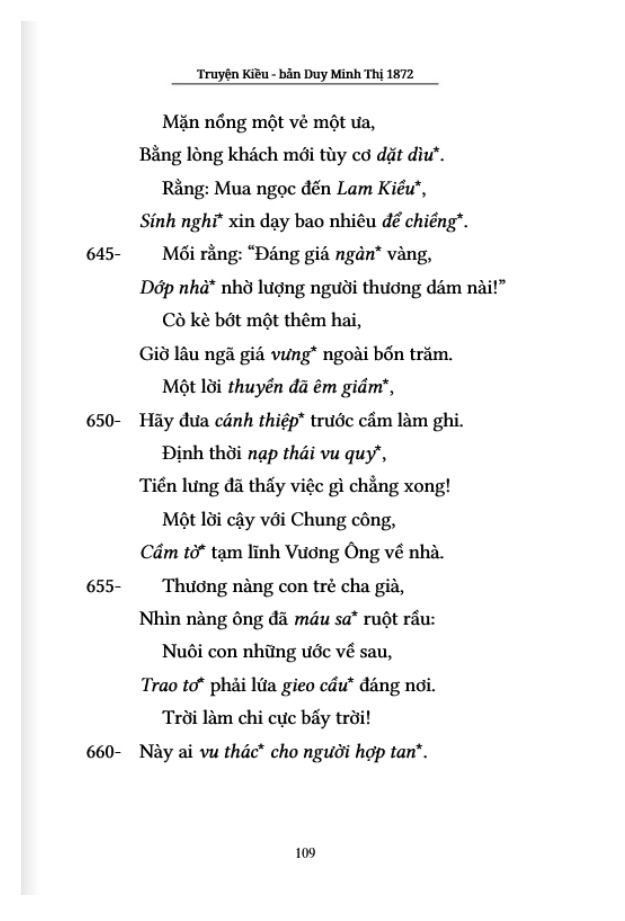 Truyện Kiều - bản Duy Minh Thị 1872
Mặn nồng một vẻ một ưa,
Bằng lòng khách mới tùy cơ dặt dìu*.
Rằng: Mua ngọc đến Lam Kiều*,
Sính nghi* xin dạy bao nhiêu để chiềng*.
645- Mối rằng: “Đáng giá ngàn* vàng,
Dớp nhà* nhờ lượng người thương dám nài!”
Cò kè bớt một thêm hai,
Giờ lâu ngã giá vưng* ngoài bốn trăm.
Một lời thuyền đã êm giầm*,
650- Hãy đưa cánh thiệp* trước cầm làm ghi.
Định thời nạp thái vu quy*,
Tiền lưng đã thấy việc gì chẳng xong!
Một lời cậy với Chung công,
Cầm tờ* tạm lĩnh Vương Ông về nhà.
655- Thương nàng con trẻ cha già,
Nhìn nàng ông đã máu sa* ruột rầu:
Nuôi con những ước về sau,
Trao tơ* phải lứa gieo cầu* đáng nơi.
Trời làm chi cực bấy trời!
660- Này ai vu thác* cho người hợp tan*.
109